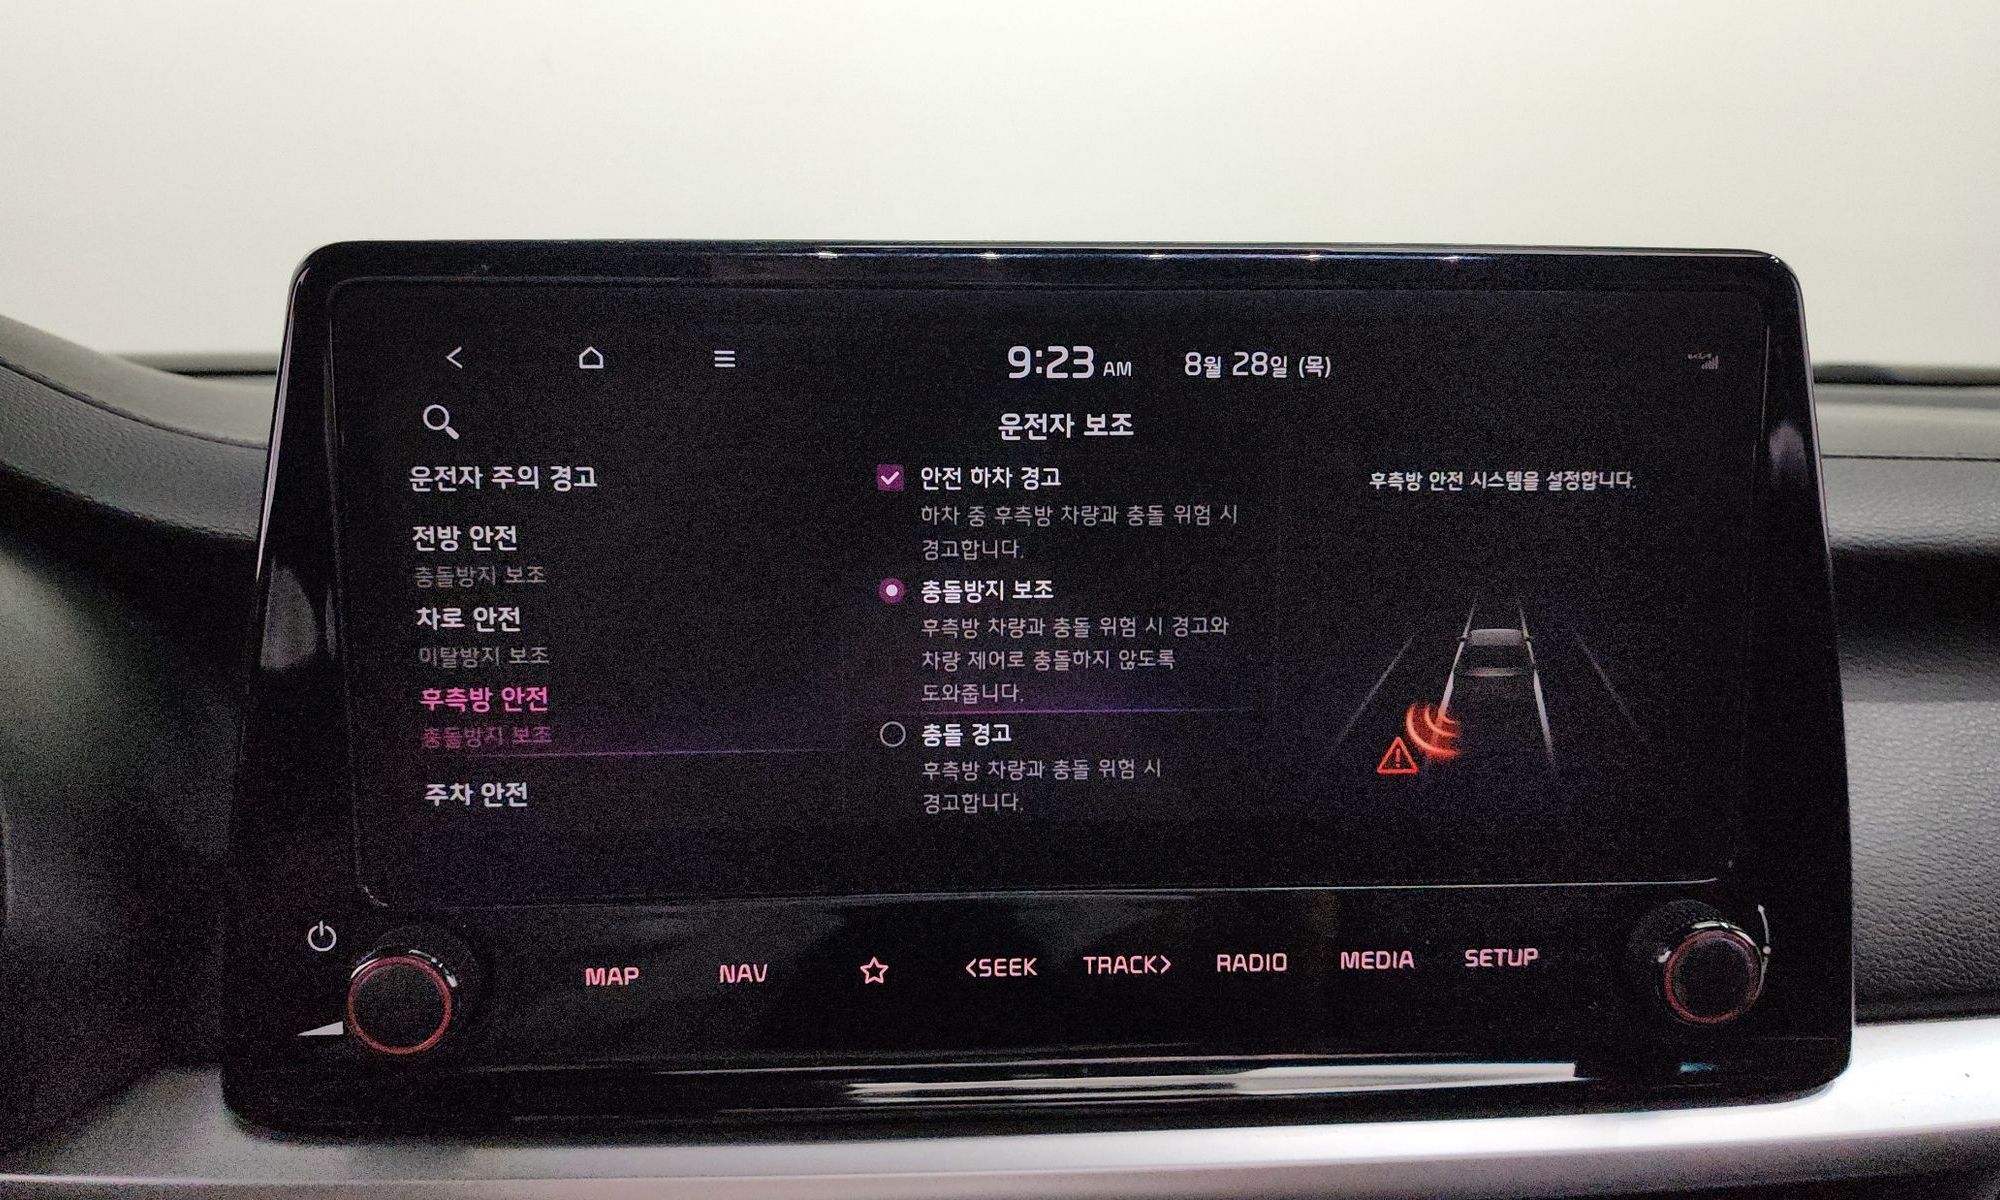 9:23 AM 8월 28일 (목)
운전자 보조
운전자 주의 경고
전방 안전
충돌방지 보조
차로 안전
이탈방지 보조
후측방 안전
충돌방지 보조
주차 안전
안전 하차 경고
하차 중 후측방 차량과 충돌 위험 시
경고합니다.
충돌방지 보조
후측방 차량과 충돌 위험 시 경고와
차량 제어로 충돌하지 않도록
도와줍니다.
충돌 경고
후측방 차량과 충돌 위험 시
경고합니다.
후측방 안전 시스템을 설정합니다.
MAP NAV <SEEK TRACK> RADIO MEDIA SETUP